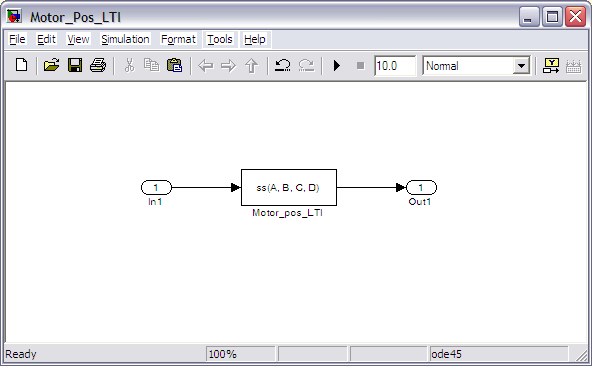 Motor_Pos_LTI
File Edit View Simulation Format Tools Help
10.0 Normal
1 ss(A, B, C, D) 1
In1 Motor_pos_LTI Out1
Ready 100% ode45